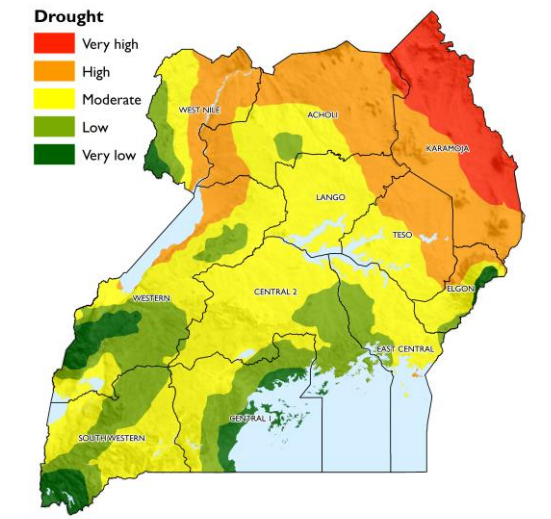 Drought
Very high
High
Moderate
Low
Very low
WEST NILE
ACHOLI
KARAMOJA
LANGO
TESO
WESTERN
CENTRAL 2
ELGON
EAST CENTRAL
CENTRAL 1
SOUTH WESTERN